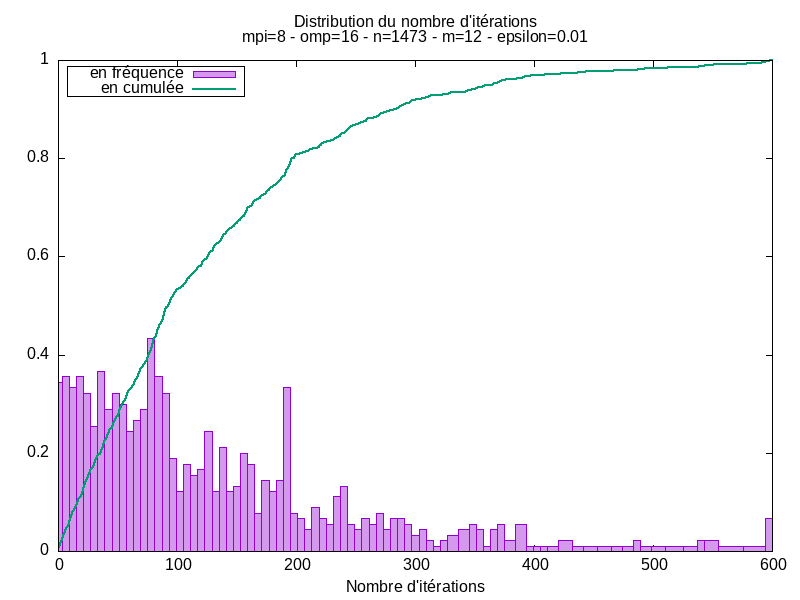 Distribution du nombre d'itérations
mpi=8 - omp=16 - n=1473 - m=12 - epsilon=0.01
en fréquence
en cumulée
1
0.8
0.6
0.4
0.2
0
0 100 200 300 400 500 600
Nombre d'itérations